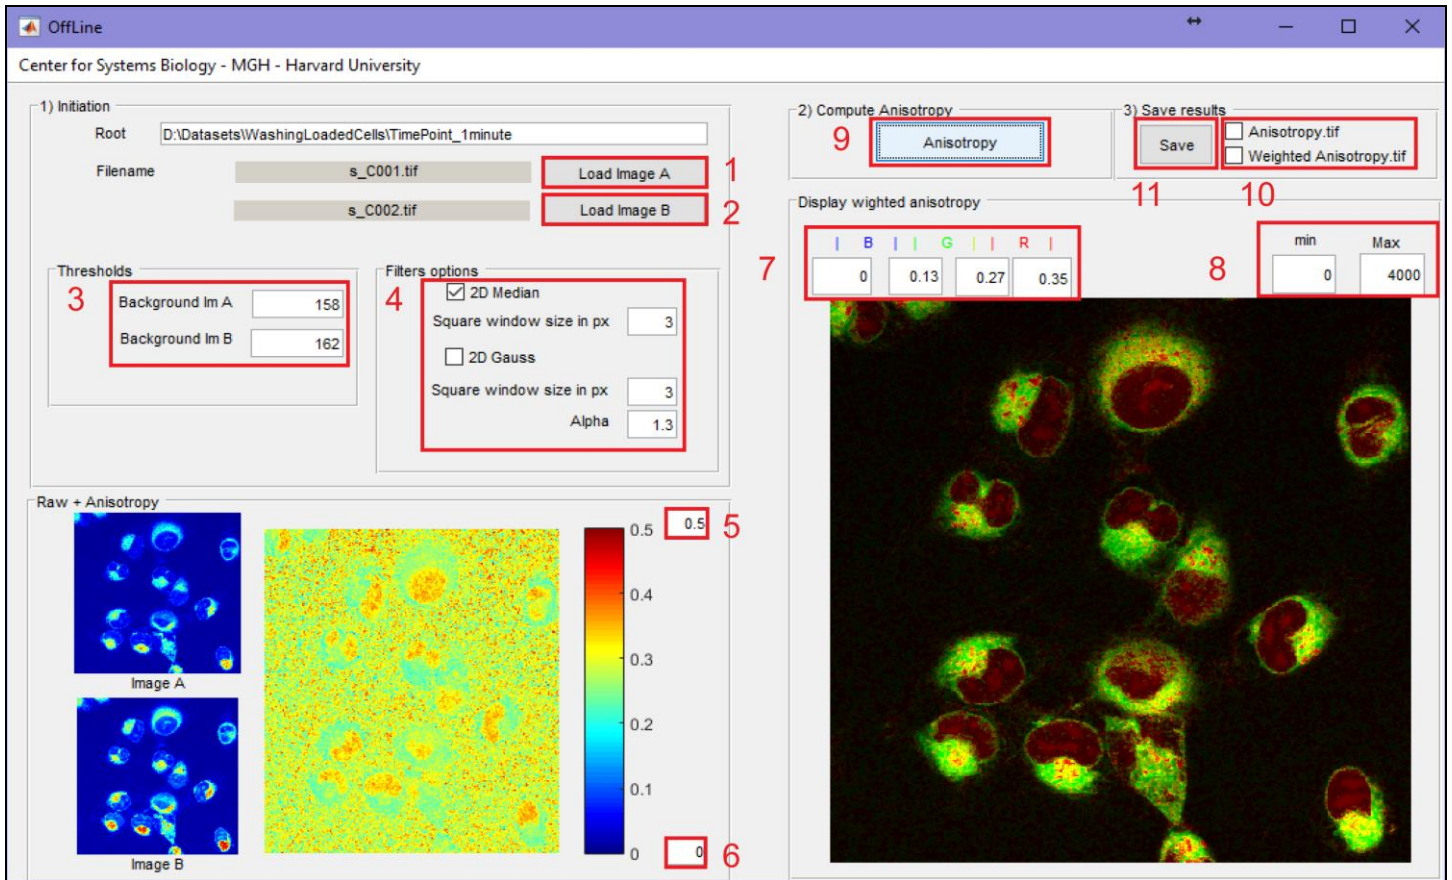 OffLine
Center for Systems Biology - MGH - Harvard University
1) Initiation
Root D:\Datasets\WashingLoadedCells\TimePoint_1minute
Filename s_C001.tif Load Image A 1
s_C002.tif Load Image B 2
Thresholds
3 Background Im A 158
Background Im B 162
Filters options
4 2D Median
Square window size in px 3
2D Gauss
Square window size in px 3
Alpha 1.3
2) Compute Anisotropy
9 Anisotropy
3) Save results
Save Anisotropy.tif
Weighted Anisotropy.tif
11 10
Display wighted anisotropy
| B | | G | | R |
7 0 0.13 0.27 0.35
min Max
8 0 4000
Raw + Anisotropy
Image A
Image B
0.5 0.5 5
0.4
0.3
0.2
0.1
0 0 6